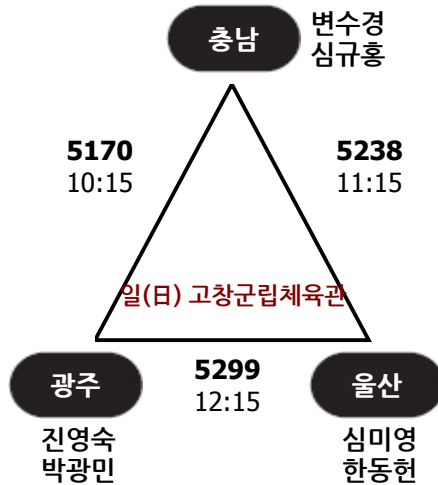 충남
변수경
심규홍
5170
10:15
5238
11:15
일(日) 고창군립체육관
광주
5299
12:15
울산
진영숙
박광민
심미영
한동헌